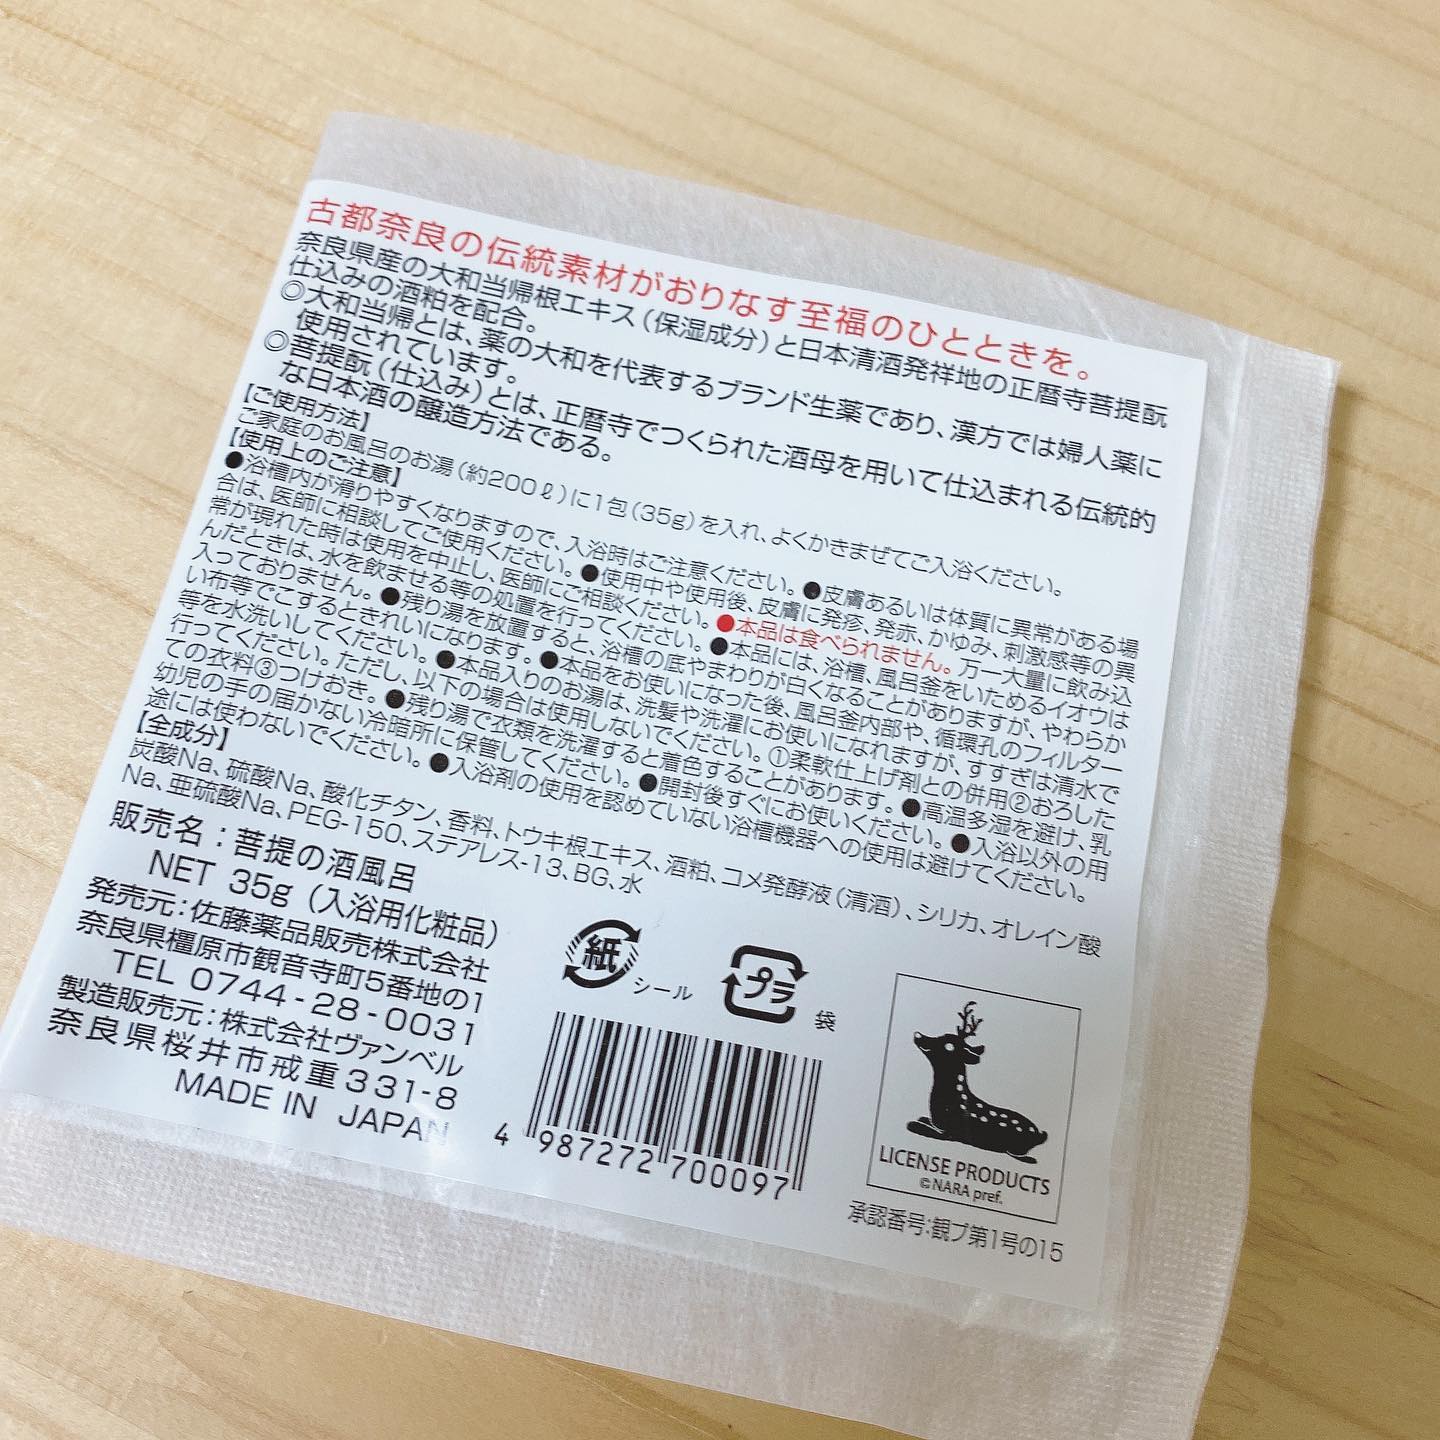 古都奈良の伝統素材がおりなす至福のひとときを。
奈良県産の大和当帰根エキス(保湿成分)と日本清酒発祥地の正暦寺菩提酛
仕込みの酒粕を配合。
◎大和当帰とは、薬の大和を代表するブランド生薬であり、漢方では婦人薬に
使用されています。
◎菩提酛(仕込み)とは、正暦寺でつくられた酒母を用いて仕込まれる伝統的
な日本酒の醸造方法である。
【ご使用方法】
ご家庭のお風呂のお湯(約200ℓ)に1包(35g)を入れ、よくかきまぜてご入浴ください。
【使用上のご注意】
●浴槽内が滑りやすくなりますので、入浴時はご注意ください。●皮膚あるいは体質に異常がある場
合は、医師に相談してご使用ください。●使用中や使用後、皮膚に発疹、発赤、かゆみ、刺激感等の異
常が現れた時は使用を中止し、医師にご相談ください。●本品は食べられません。万一大量に飲み込
んだときは、水を飲ませる等の処置を行ってください。●本品には、浴槽、風呂釜をいためるイオウは
入っておりません。●残り湯を放置すると、浴槽の底やまわりが白くなることがありますが、やわらか
い布等でこするときれいになります。●本品をお使いになった後、風呂釜内部や、循環孔のフィルター
等を水洗いしてください。●本品入りのお湯は、洗髪や洗濯にお使いになれますが、すすぎは清水で
行ってください。ただし、以下の場合は使用しないでください。①柔軟仕上げ剤との併用②おろした
ての衣料③つけおき。●残り湯で衣類を洗濯すると着色することがあります。●高温多湿を避け、乳
幼児の手の届かない冷暗所に保管してください。●開封後すぐにお使いください。●入浴以外の用
途には使わないでください。●入浴剤の使用を認めていない浴槽機器への使用は避けてください。
【全成分】
炭酸Na、硫酸Na、酸化チタン、香料、トウキ根エキス、酒粕、コメ発酵液(清酒)、シリカ、オレイン酸
Na、亜硫酸Na、PEG-150、ステアレス-13、BG、水
販売名:菩提の酒風呂
NET 35g(入浴用化粧品)
発売元:佐藤薬品販売株式会社
奈良県橿原市観音寺町5番地の1
TEL 0744-28-0031
製造販売元:株式会社ヴァンベル
奈良県桜井市戒重331-8
MADE IN JAPAN
紙
シール
プラ
袋
4 987272 700097
LICENSE PRODUCTS
©NARA pref.
承認番号:観プ第1号の15